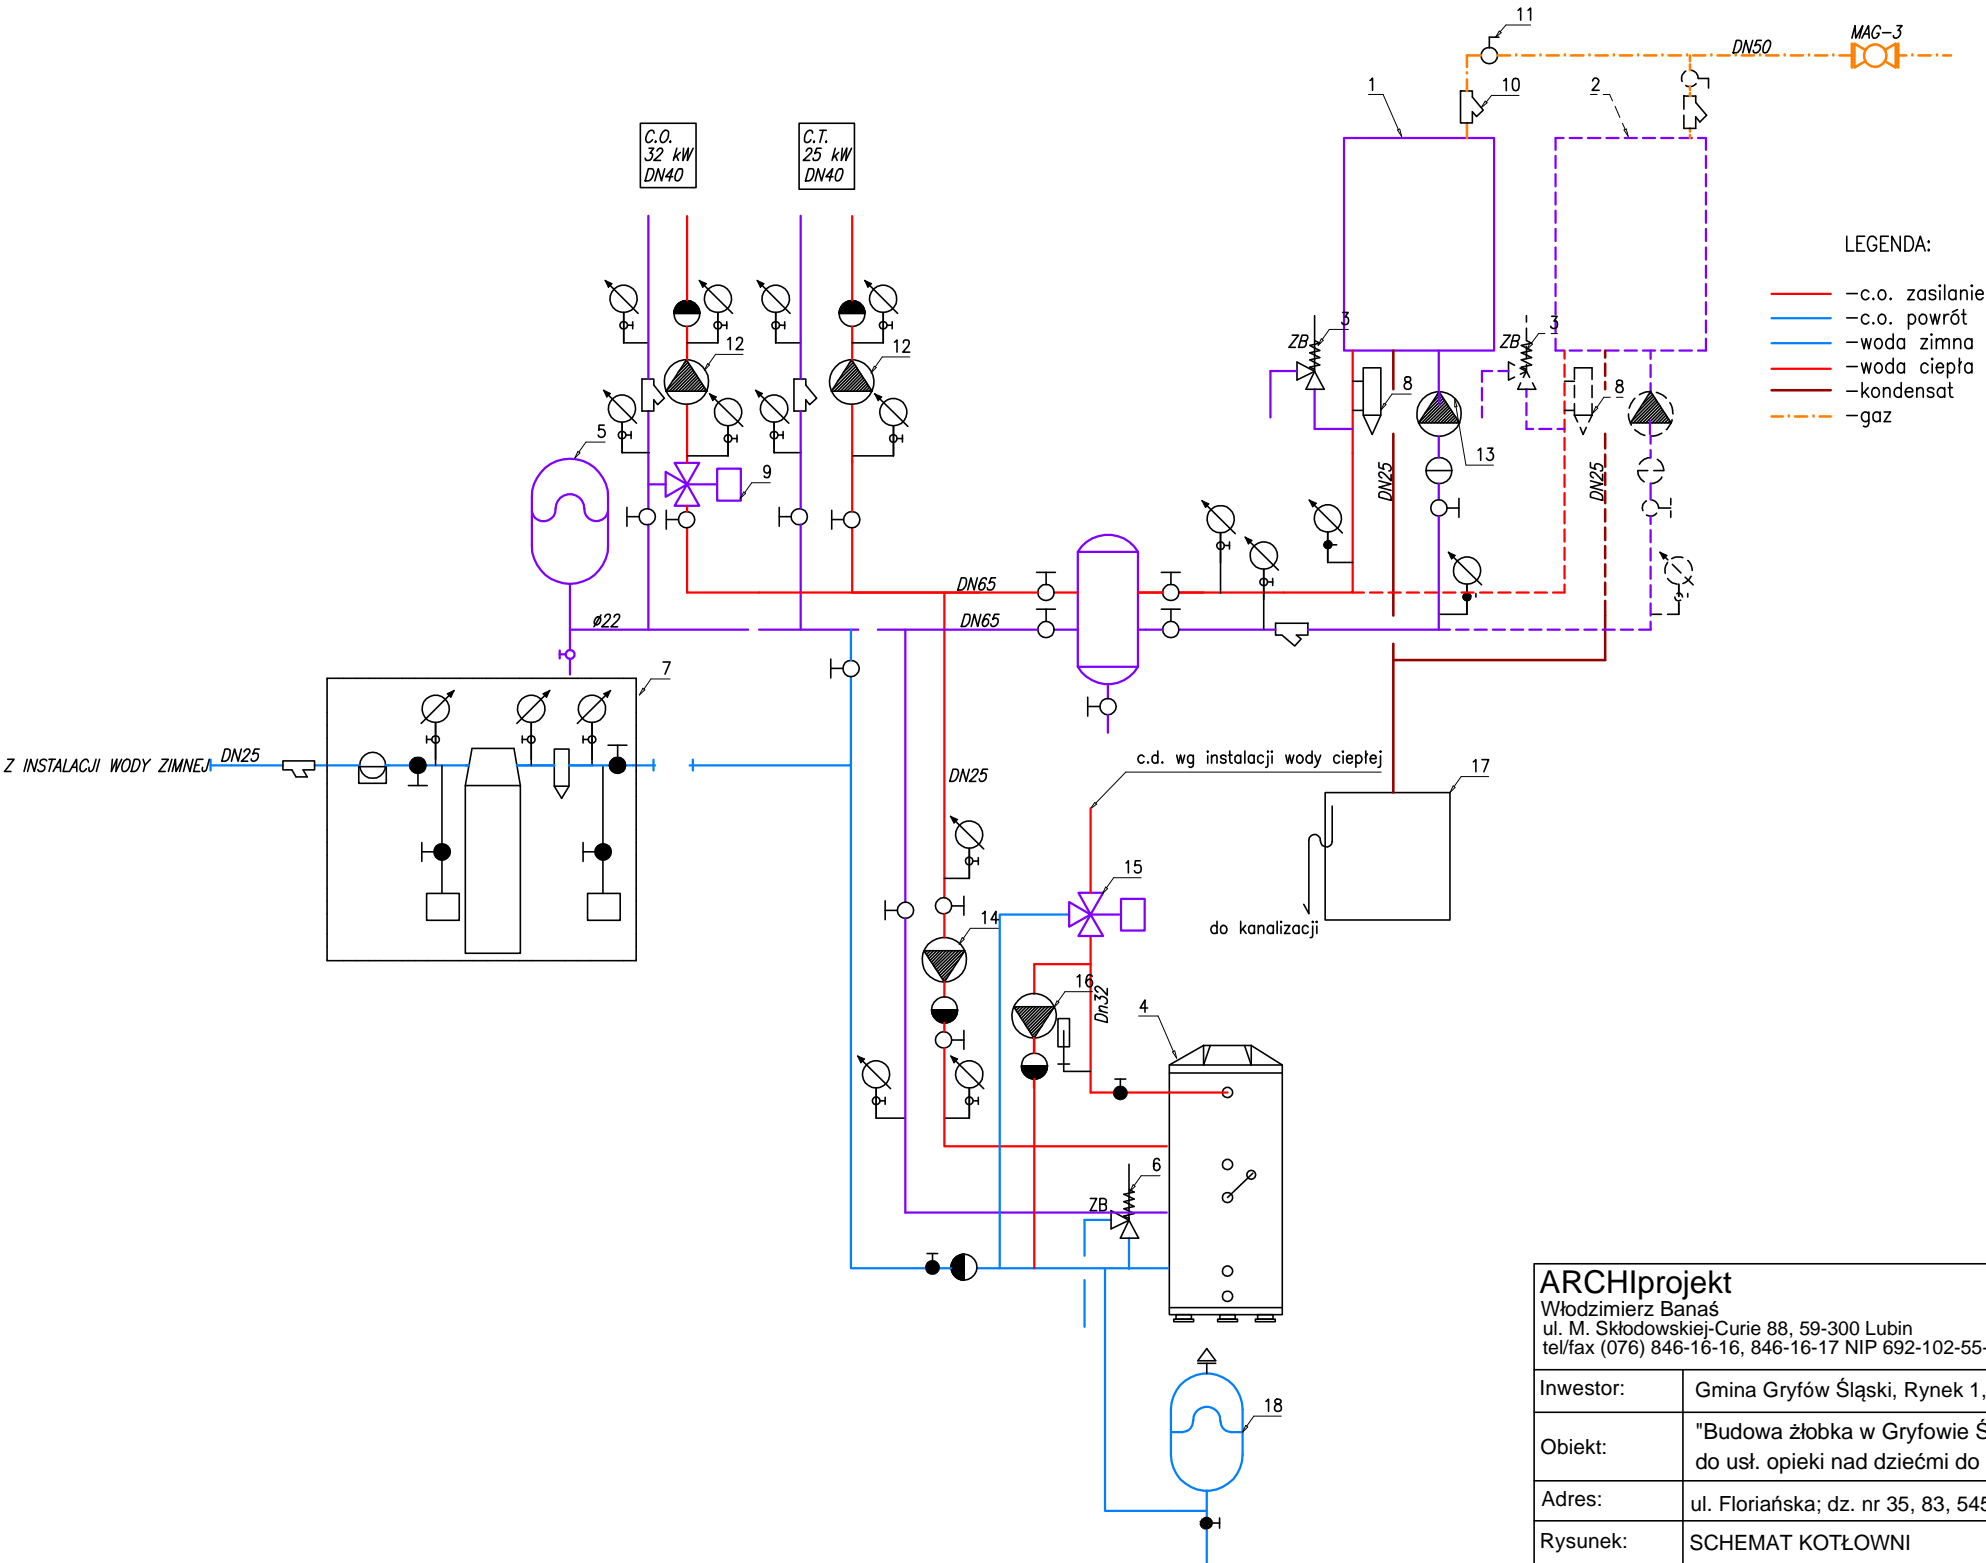 11
MAG-3
DN50
1
10
2
C.O.
32 kW
DN40
C.T.
25 kW
DN40
LEGENDA:
-c.o. zasilanie
-c.o. powrót
-woda zimna
-woda ciepła
-kondensat
-gaz
12
12
ZB
3
ZB
3
8
8
5
9
13
DN25
DN25
DN65
ø22
DN65
7
Z INSTALACJI WODY ZIMNEJ
DN25
c.d. wg instalacji wody ciepłej
17
DN25
15
14
do kanalizacji
16
Dn32
4
6
ZB
18
ARCHIprojekt
Włodzimierz Banaś
ul. M. Skłodowskiej-Curie 88, 59-300 Lubin
tel/fax (076) 846-16-16, 846-16-17 NIP 692-102-55-
Inwestor:
Gmina Gryfów Śląski, Rynek 1,
Obiekt:
"Budowa żłobka w Gryfowie Ś
do usł. opieki nad dziećmi do
Adres:
ul. Floriańska; dz. nr 35, 83, 545
Rysunek:
SCHEMAT KOTŁOWNI